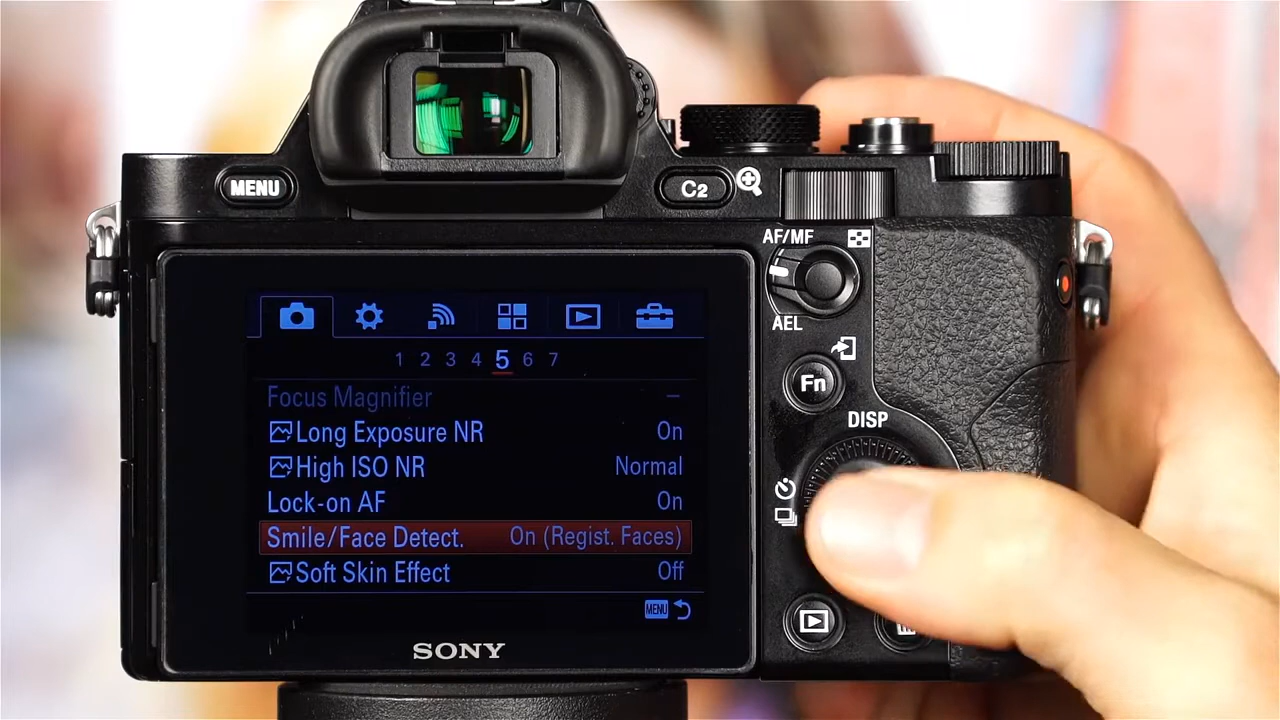 MENU
C2
AF/MF
AEL
Fn
DISP
1 2 3 4 5 6 7
Focus Magnifier –
Long Exposure NR On
High ISO NR Normal
Lock-on AF On
Smile/Face Detect. On (Regist. Faces)
Soft Skin Effect Off
MENU
SONY